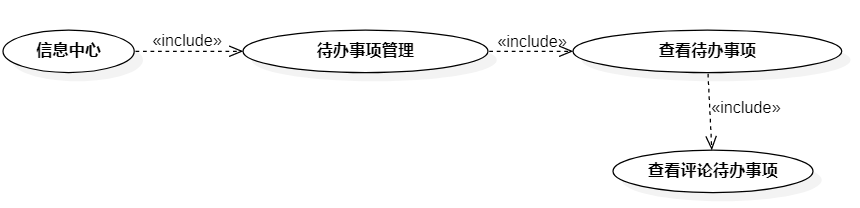 信息中心
«include»
待办事项管理
«include»
查看待办事项
«include»
查看评论待办事项